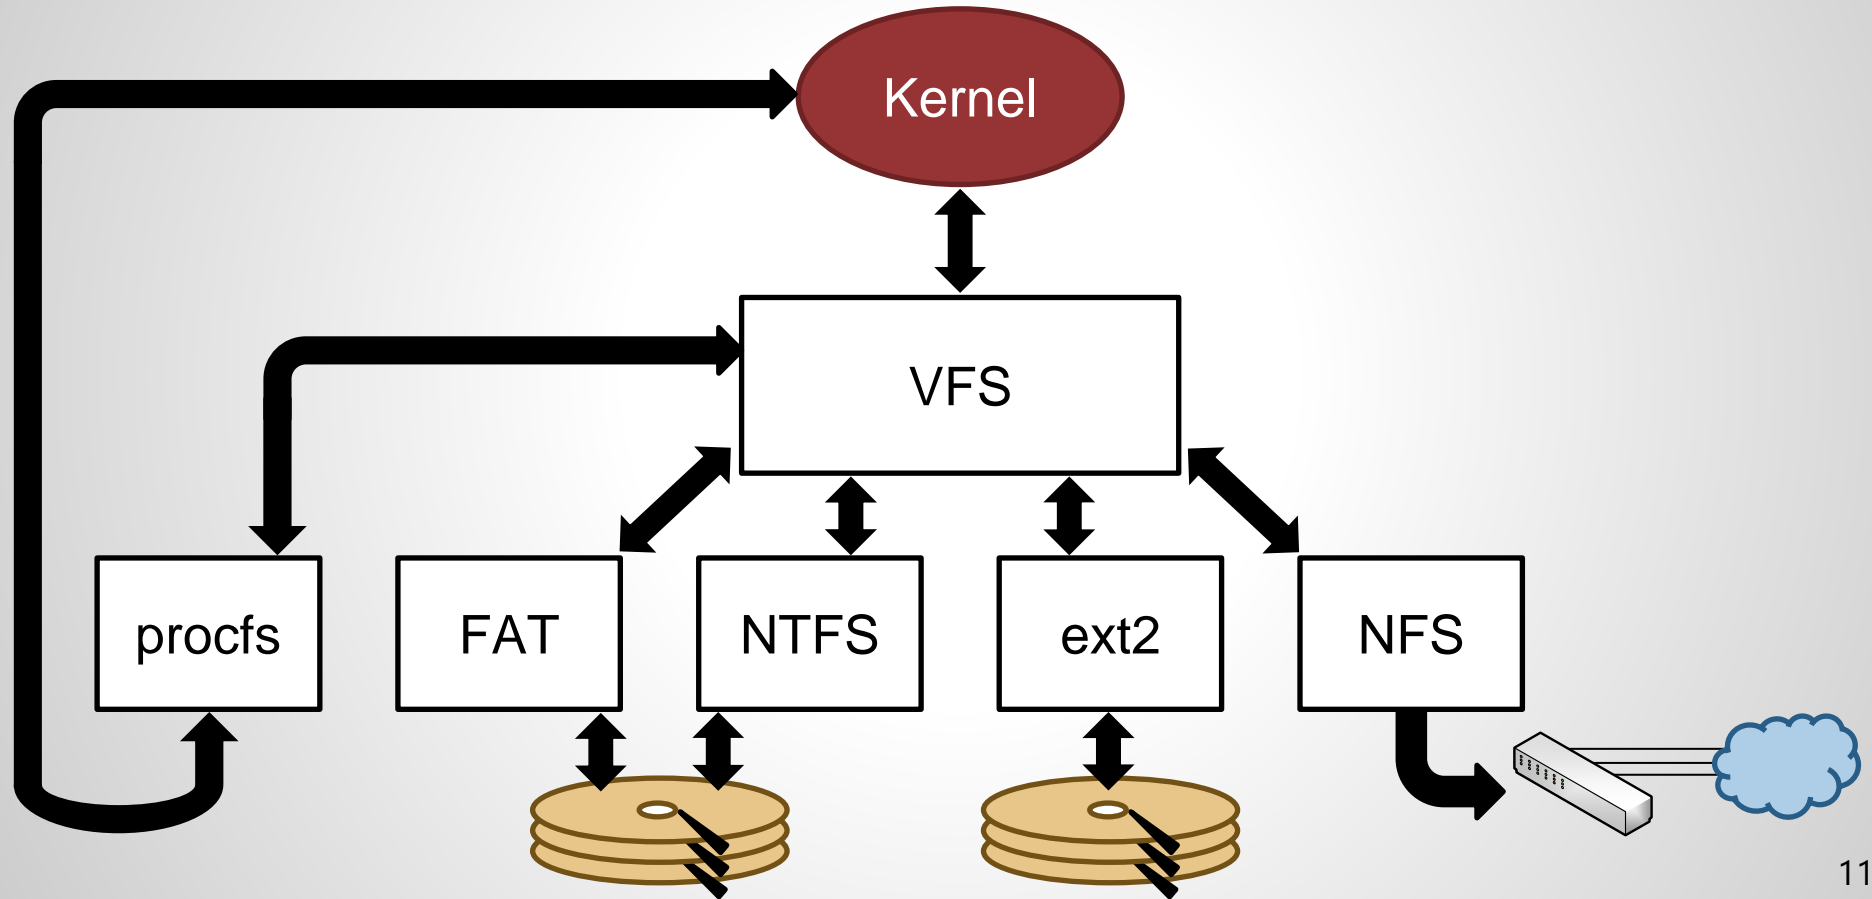 Kernel
VFS
procfs
FAT
NTFS
ext2
NFS
11